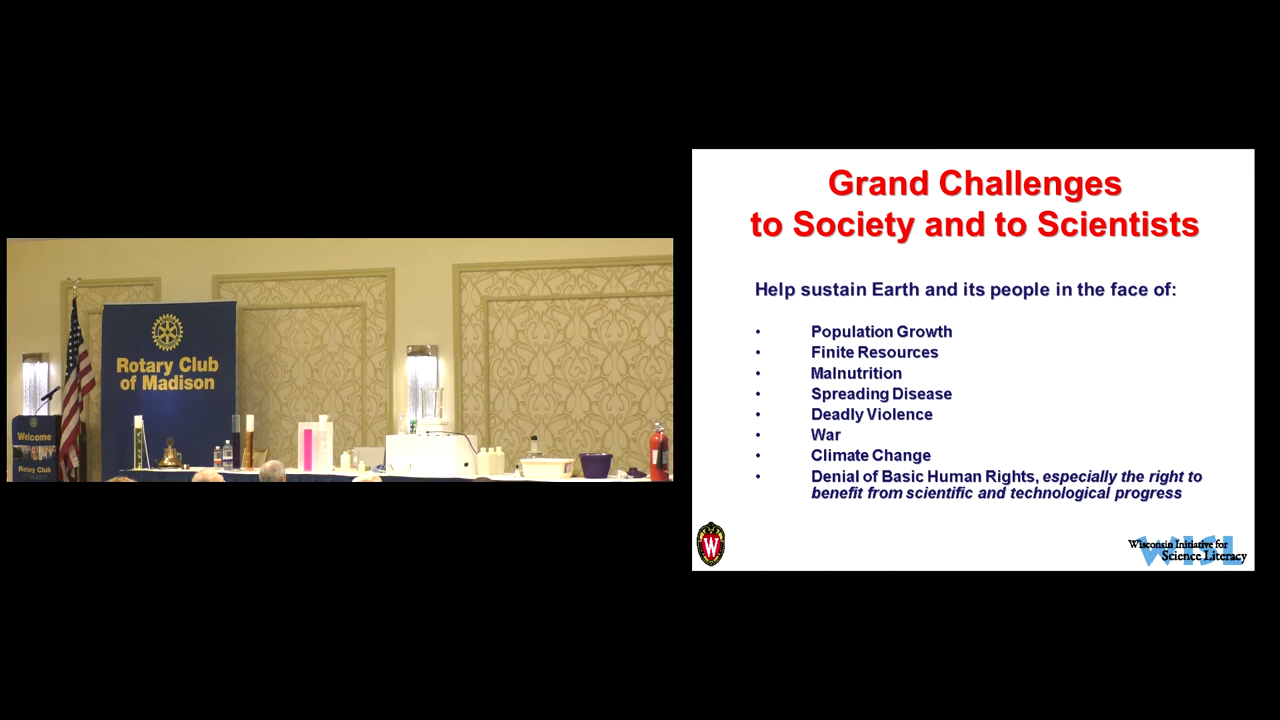 Rotary Club
of Madison
Welcome
Rotary Club
Grand Challenges
to Society and to Scientists
Help sustain Earth and its people in the face of:
• Population Growth
• Finite Resources
• Malnutrition
• Spreading Disease
• Deadly Violence
• War
• Climate Change
• Denial of Basic Human Rights, especially the right to
benefit from scientific and technological progress
W
WISL
Wisconsin Initiative for
Science Literacy